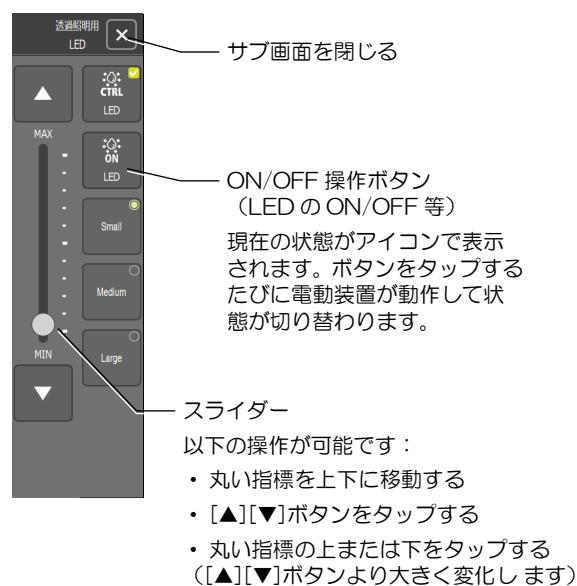 透過照明用
LED
×
サブ画面を閉じる
▲
CTRL
LED
MAX
ON
LED
ON/OFF 操作ボタン
(LED の ON/OFF 等)
現在の状態がアイコンで表示
されます。ボタンをタップする
たびに電動装置が動作して状
態が切り替わります。
Small
Medium
MIN
Large
▼
スライダー
以下の操作が可能です：
・ 丸い指標を上下に移動する
・ [▲][▼]ボタンをタップする
・ 丸い指標の上または下をタップする
([▲][▼]ボタンより大きく変化し ます)